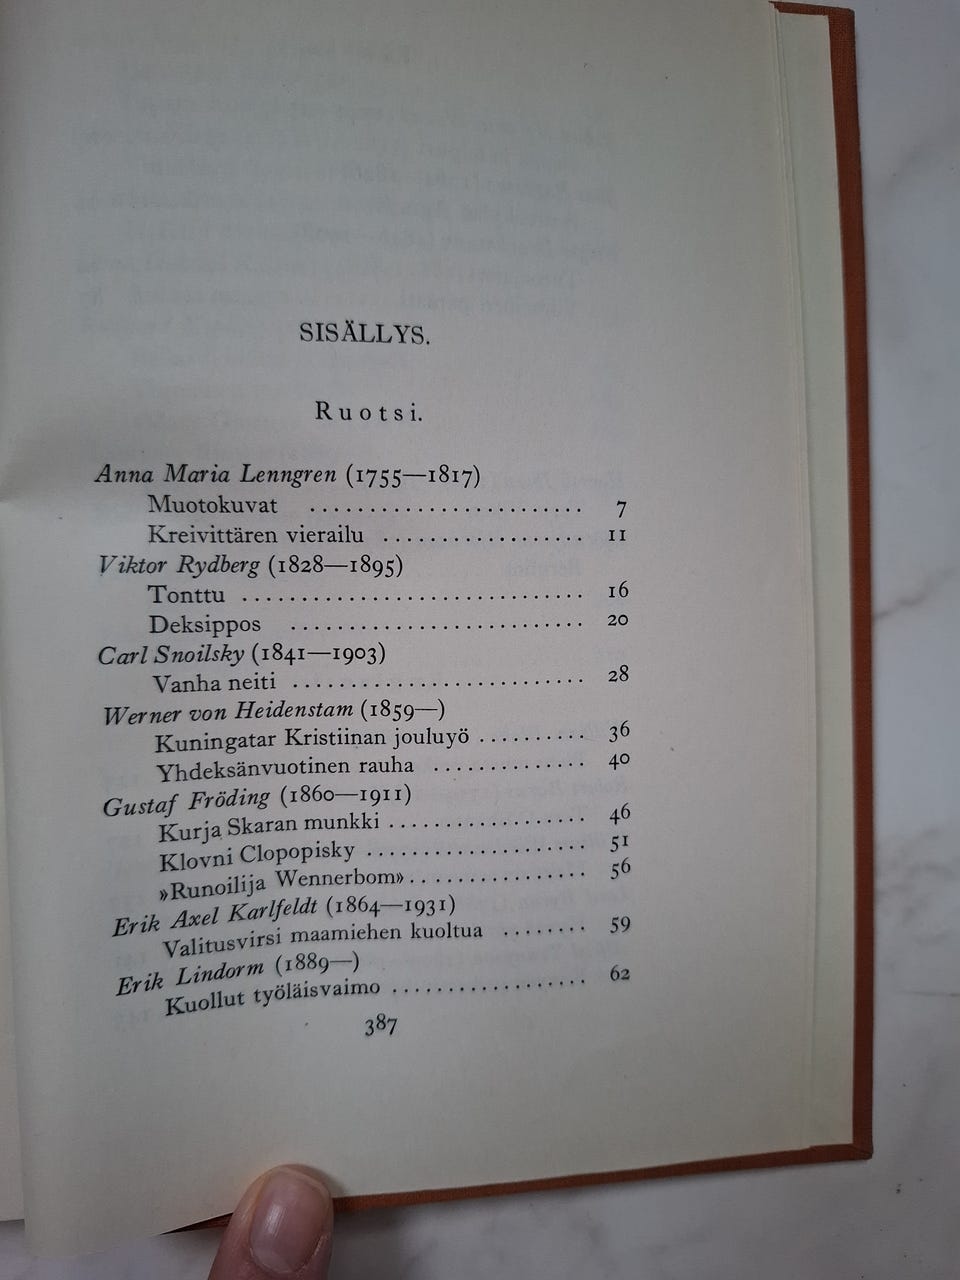 SISÄLLYS.
Ruotsi.
Anna Maria Lenngren (1755—1817)
Muotokuvat ........................ 7
Kreivittären vierailu .................. 11
Viktor Rydberg (1828—1895)
Tonttu .............................. 16
Deksippos .......................... 20
Carl Snoilsky (1841—1903)
Vanha neiti ......................... 28
Werner von Heidenstam (1859—)
Kuningatar Kristiinan jouluyö .......... 36
Yhdeksänvuotinen rauha ............. 40
Gustaf Fröding (1860—1911)
Kurja Skaran munkki ................. 46
Klovni Clopopisky ................... 51
»Runoilija Wennerbom» ................ 56
Erik Axel Karlfeldt (1864—1931)
Valitusvirsi maamiehen kuoltua ........ 59
Erik Lindorm (1889—)
Kuollut työläisvaimo ................. 62
387